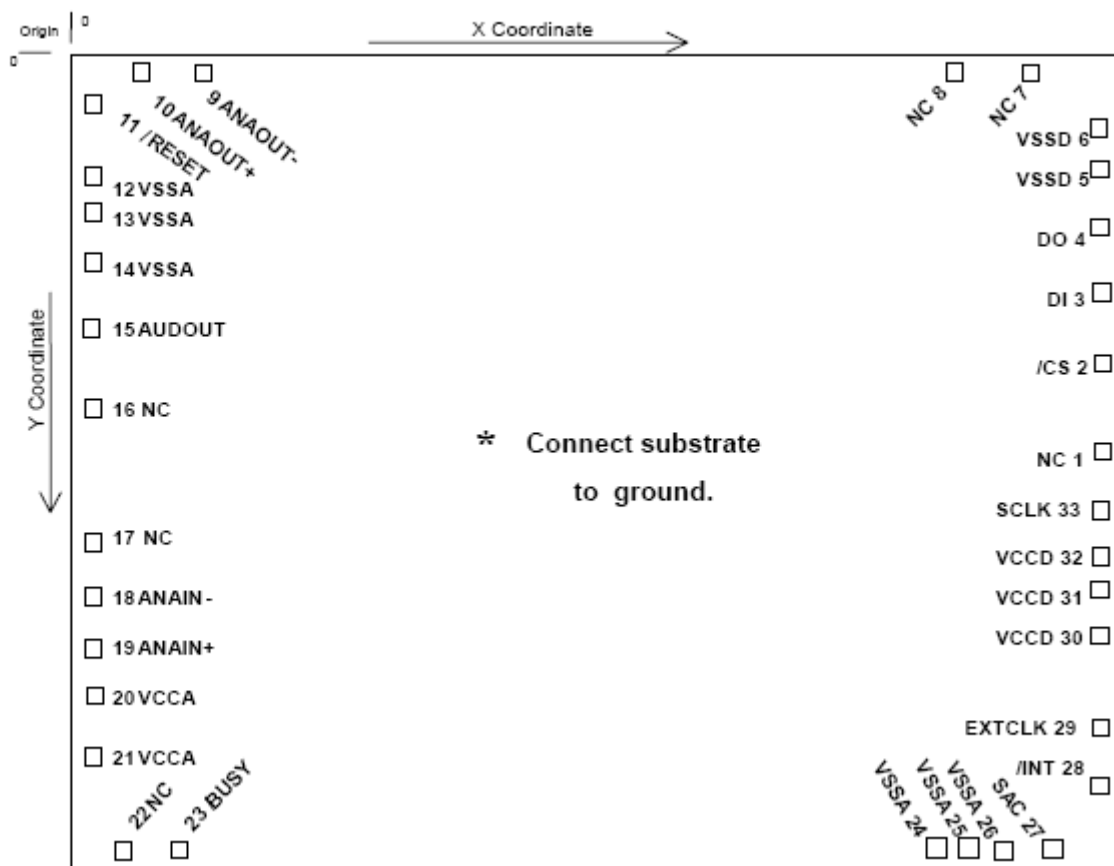 Origin
0
X Coordinate
0
Y Coordinate
9 ANAOUT-
10 ANAOUT+
11 /RESET
12 VSSA
13 VSSA
14 VSSA
15 AUDOUT
16 NC
17 NC
18 ANAIN -
19 ANAIN+
20 VCCA
21 VCCA
22 NC
23 BUSY
* Connect substrate
to ground.
NC 8
NC 7
VSSD 6
VSSD 5
DO 4
DI 3
/CS 2
NC 1
SCLK 33
VCCD 32
VCCD 31
VCCD 30
EXTCLK 29
/INT 28
VSSA 24
VSSA 25
VSSA 26
SAC 27